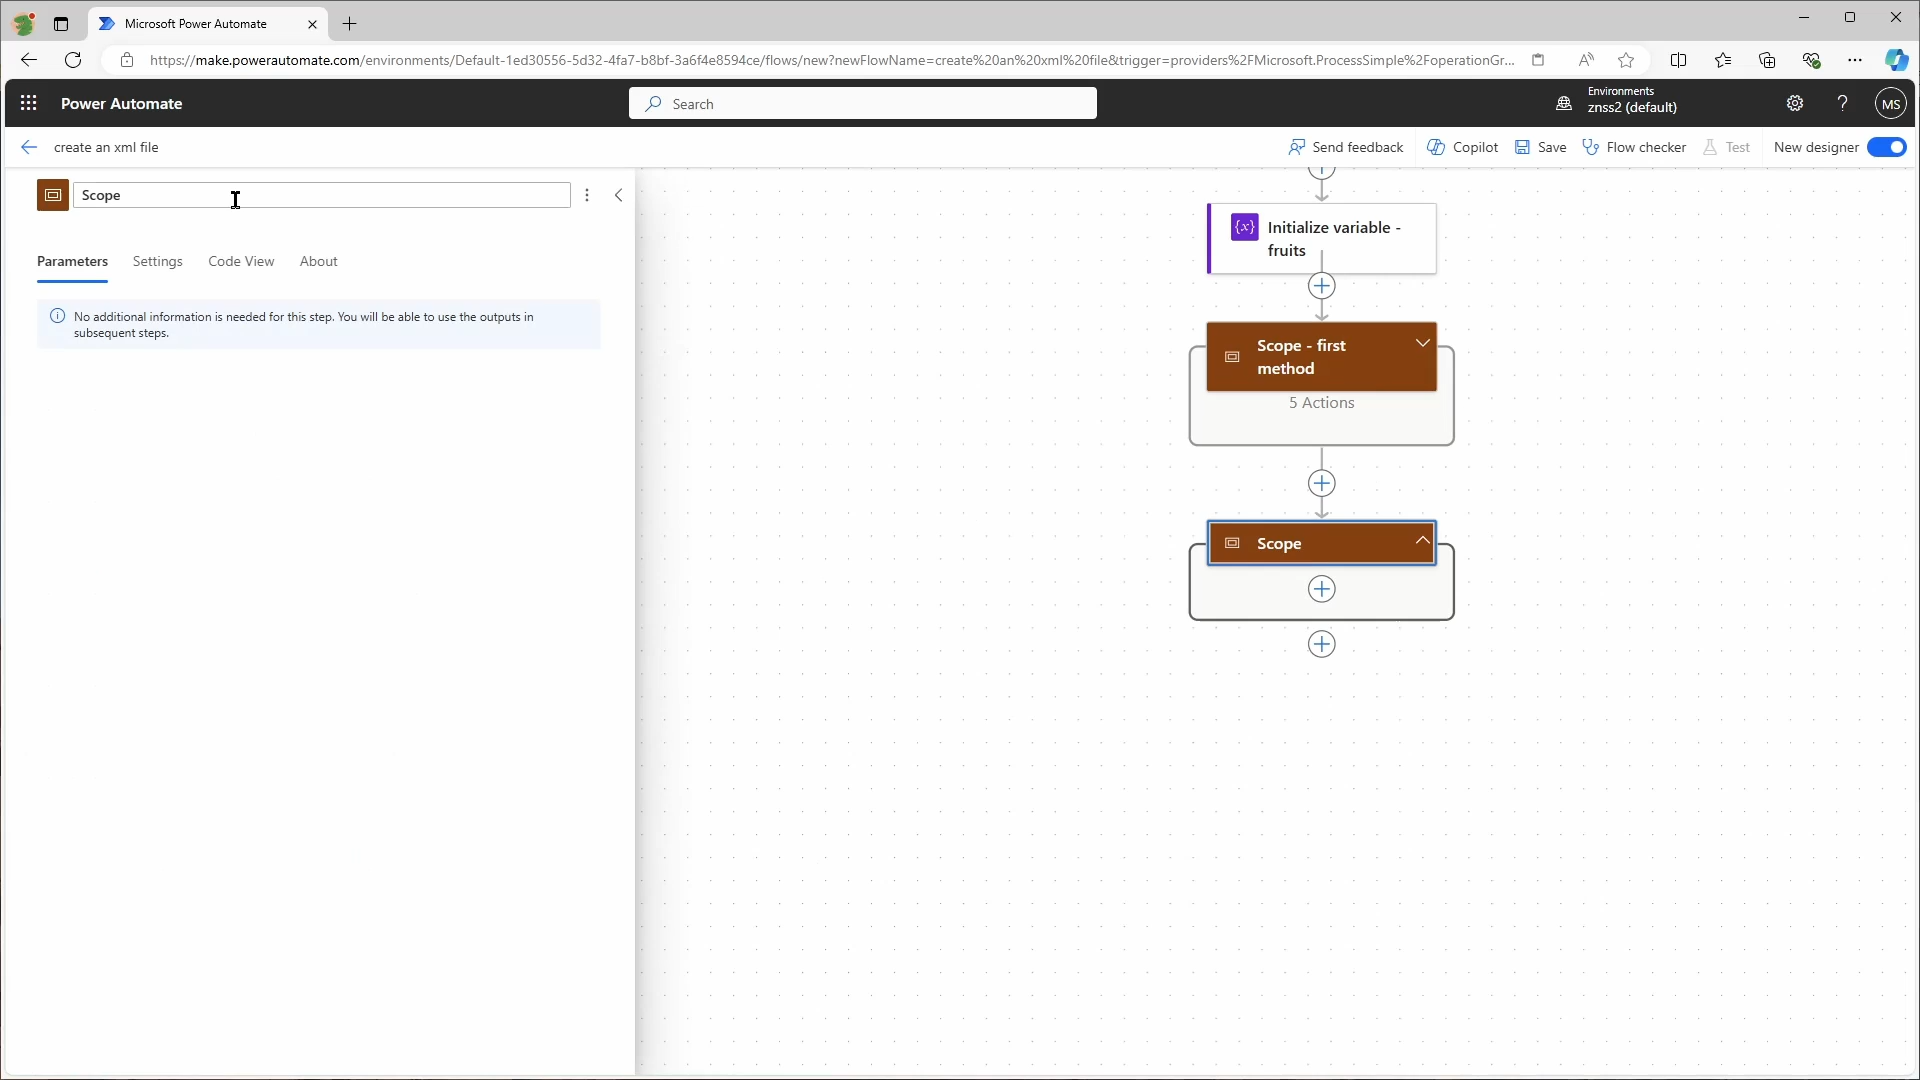 Microsoft Power Automate
https://make.powerautomate.com/environments/Default-1ed30556-5d32-4fa7-b8bf-3a6f4e8594ce/flows/new?newFlowName=create%20an%20xml%20file&trigger=providers%2FMicrosoft.ProcessSimple%2FoperationGr...
Power Automate
Search
Environments
znss2 (default)
MS
create an xml file
Send feedback
Copilot
Save
Flow checker
Test
New designer
Scope
Parameters
Settings
Code View
About
No additional information is needed for this step. You will be able to use the outputs in
subsequent steps.
{x}
Initialize variable -
fruits
Scope - first
method
5 Actions
Scope